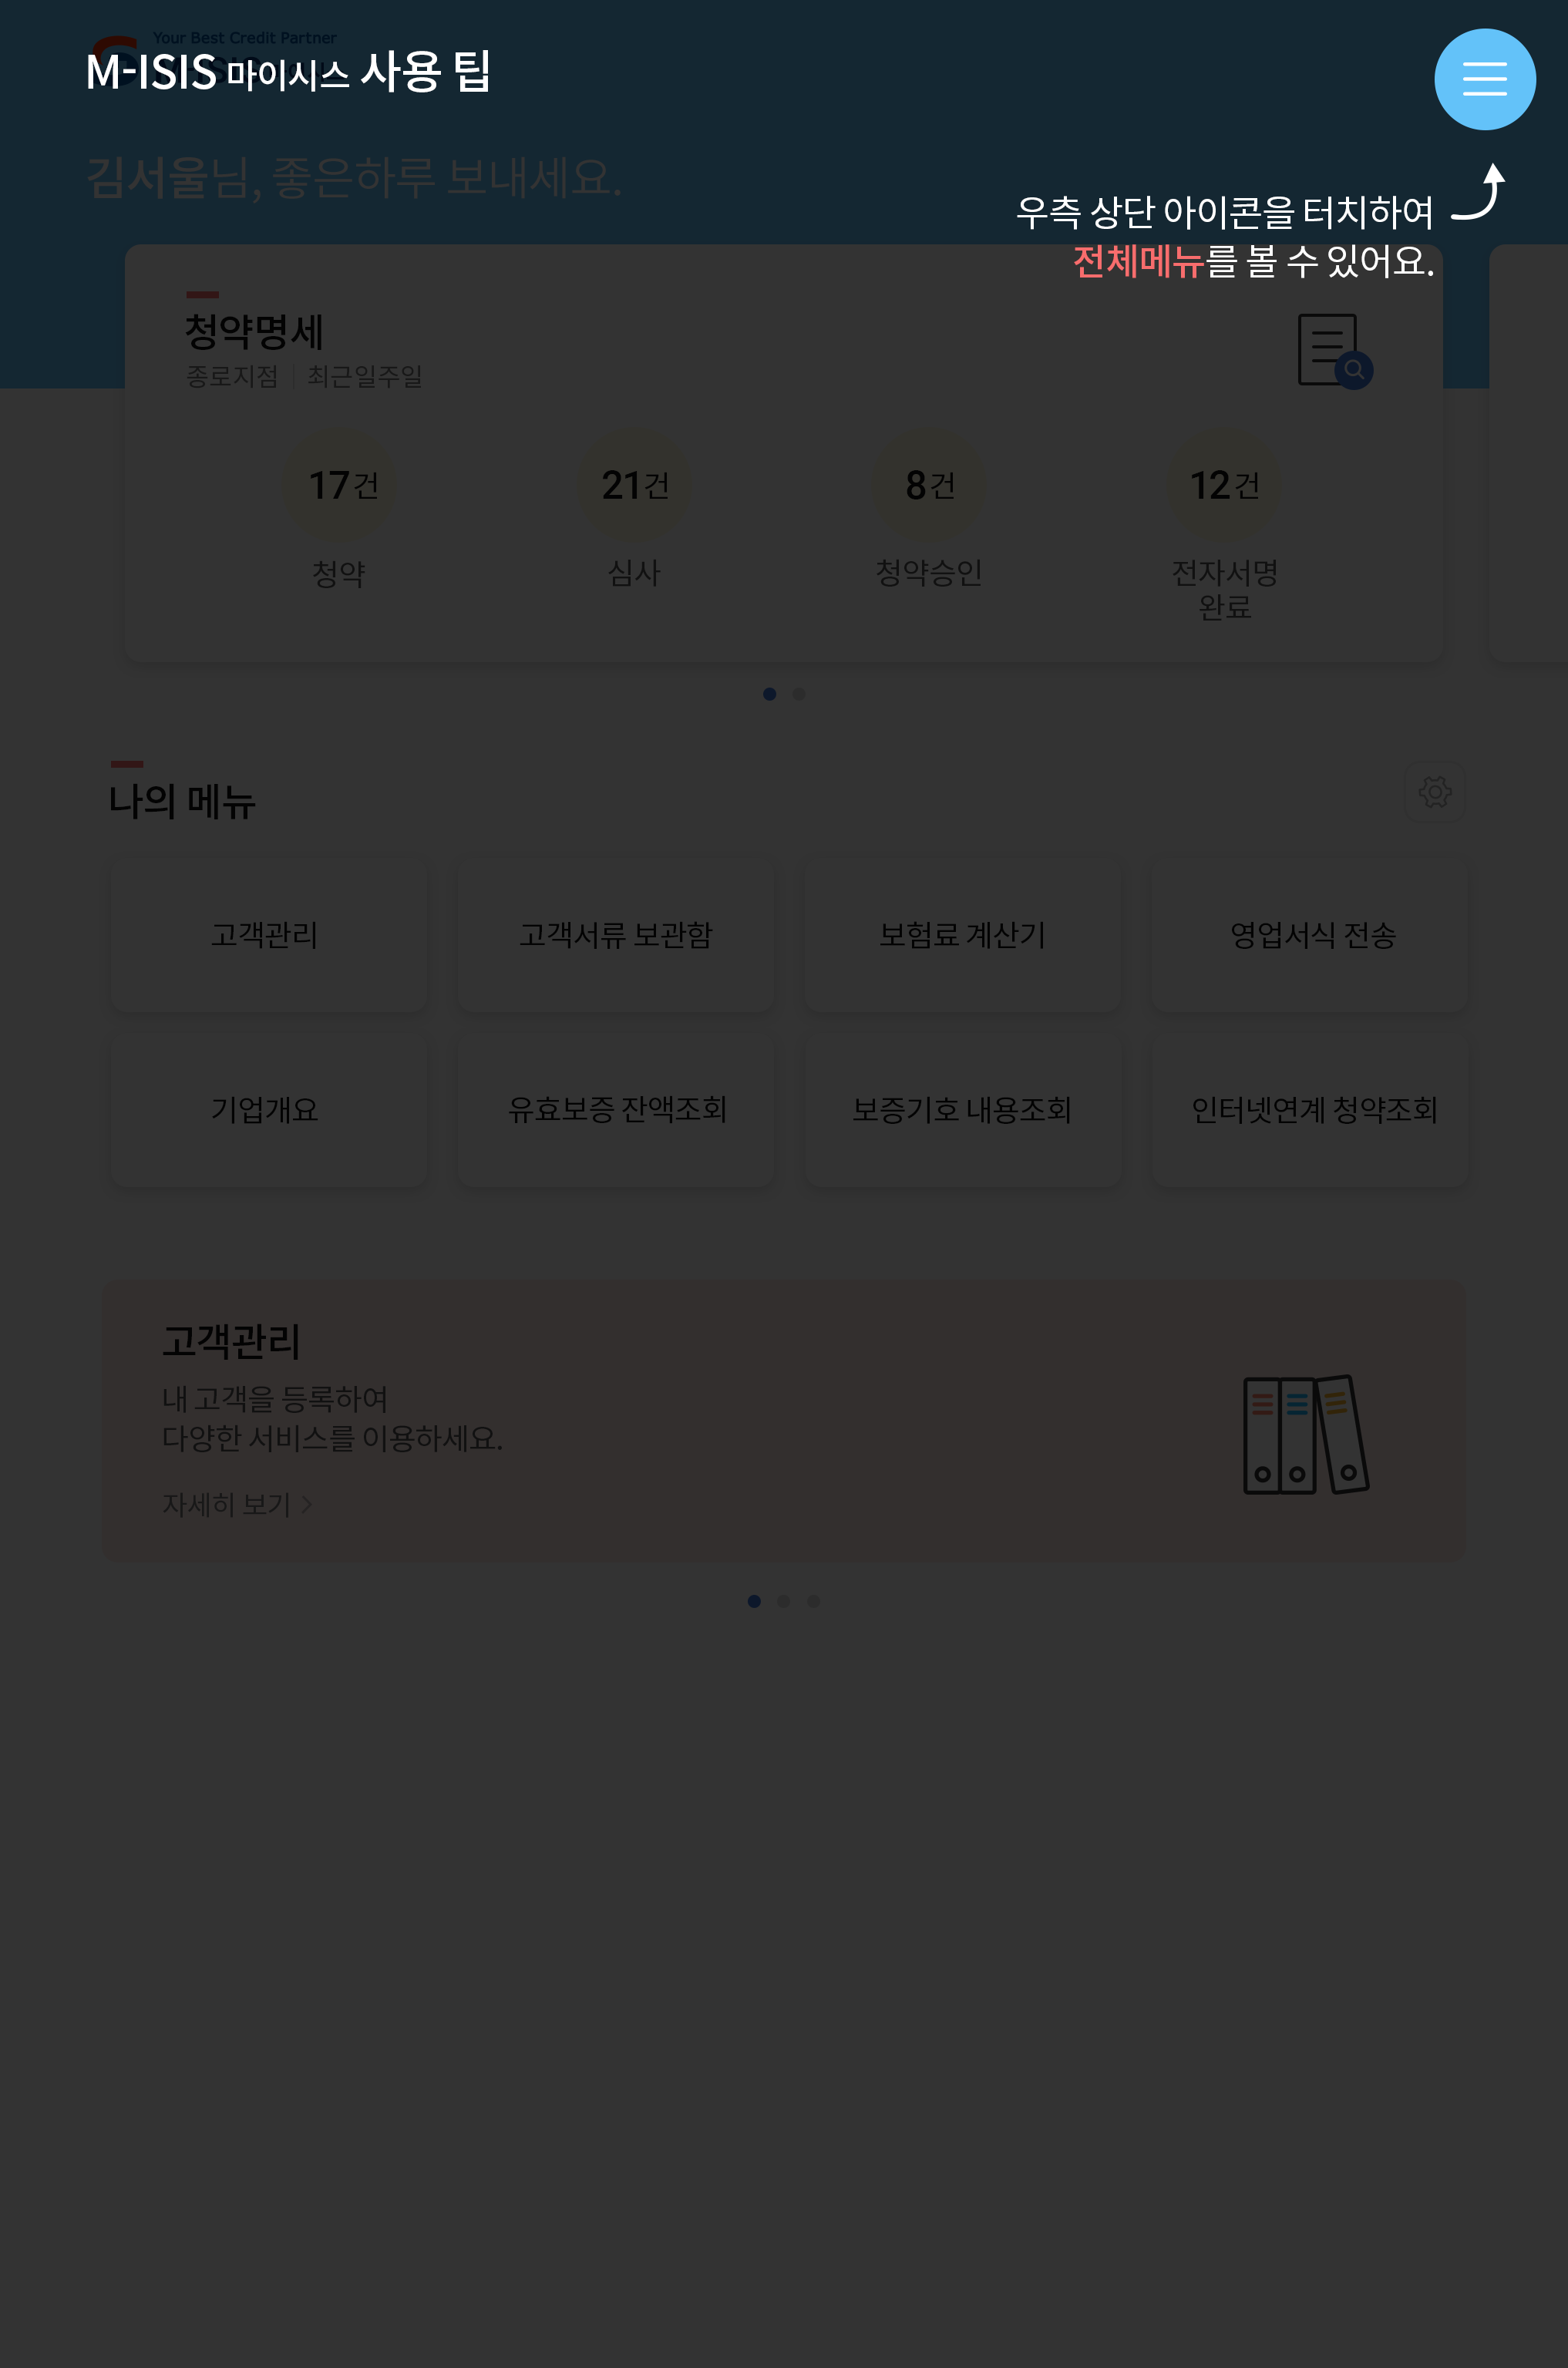 Your Best Credit Partner
M-ISIS 마이시스 사용 팁
김서울님, 좋은하루 보내세요.
우측 상단 아이콘을 터치하여
전체메뉴를 볼 수 있어요.
청약명세
종로지점 | 최근일주일
17건
21건
8건
12건
청약
심사
청약승인
전자서명
완료
나의 메뉴
고객관리
고객서류 보관함
보험료 계산기
영업서식 전송
기업개요
유효보증 잔액조회
보증기호 내용조회
인터넷연계 청약조회
고객관리
내 고객을 등록하여
다양한 서비스를 이용하세요.
자세히 보기